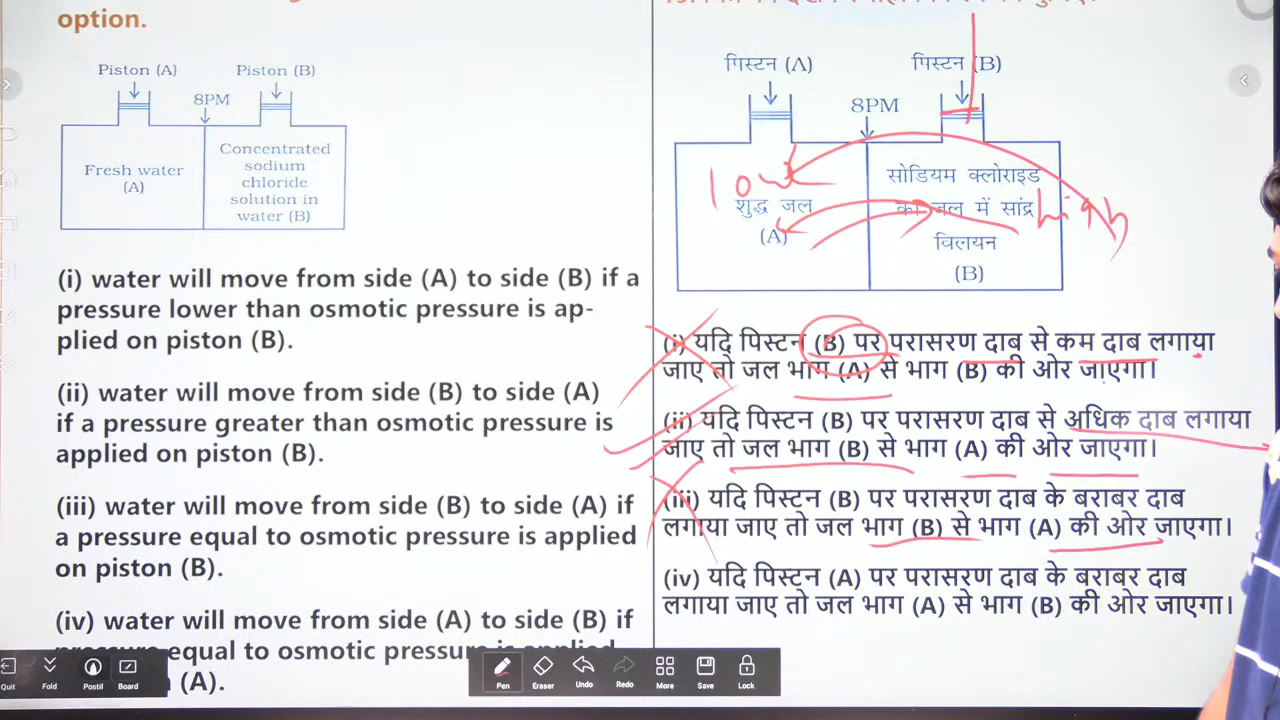 option.
Piston (A)
Piston (B)
8PM
Fresh water
(A)
Concentrated
sodium
chloride
solution in
water (B)
(i) water will move from side (A) to side (B) if a
pressure lower than osmotic pressure is ap-
plied on piston (B).
(ii) water will move from side (B) to side (A)
if a pressure greater than osmotic pressure is
applied on piston (B).
(iii) water will move from side (B) to side (A) if
a pressure equal to osmotic pressure is applied
on piston (B).
(iv) water will move from side (A) to side (B) if
equal to osmotic pressure
(A).
पिस्टन (A)
पिस्टन (B)
8PM
low
शुद्ध जल
(A)
सोडियम क्लोराइड
का जल में सांद्र
high
विलयन
(B)
(i) यदि पिस्टन (B) पर परासरण दाब से कम दाब लगाया
जाए तो जल भाग (A) से भाग (B) की ओर जाएगा।
(ii) यदि पिस्टन (B) पर परासरण दाब से अधिक दाब लगाया
जाए तो जल भाग (B) से भाग (A) की ओर जाएगा।
(iii) यदि पिस्टन (B) पर परासरण दाब के बराबर दाब
लगाया जाए तो जल भाग (B) से भाग (A) की ओर जाएगा।
(iv) यदि पिस्टन (A) पर परासरण दाब के बराबर दाब
लगाया जाए तो जल भाग (A) से भाग (B) की ओर जाएगा।
Quit
Fold
Postil
Board
Pen
Eraser
Undo
Redo
More
Save
Lock